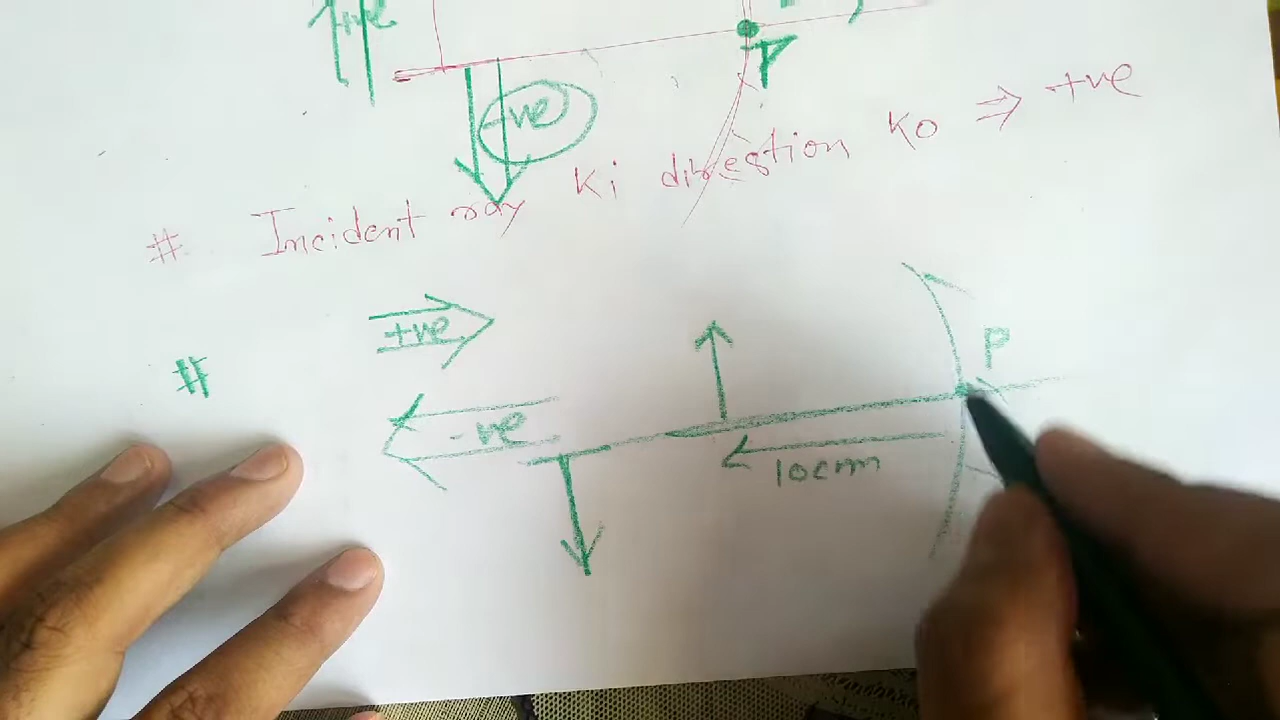 +ve
P
-ve
# Incident ray ki direction ko ⇒ +ve
# +ve
-ve
P
10cm